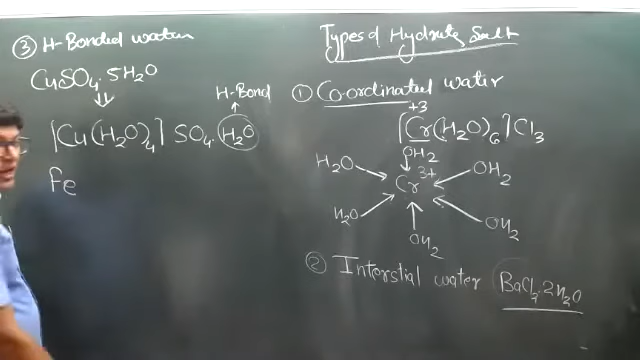 ③ H-Bonded water
CuSO₄·5H₂O
[Cu(H₂O)₄] SO₄·H₂O
H-Bond
Fe
Types of Hydrate Salt
① Co-ordinated water
+3
[Cr(H₂O)₆]Cl₃
OH₂
H₂O
Cr³⁺
OH₂
H₂O
OH₂
OH₂
② Interstial water BaCl₂·2H₂O